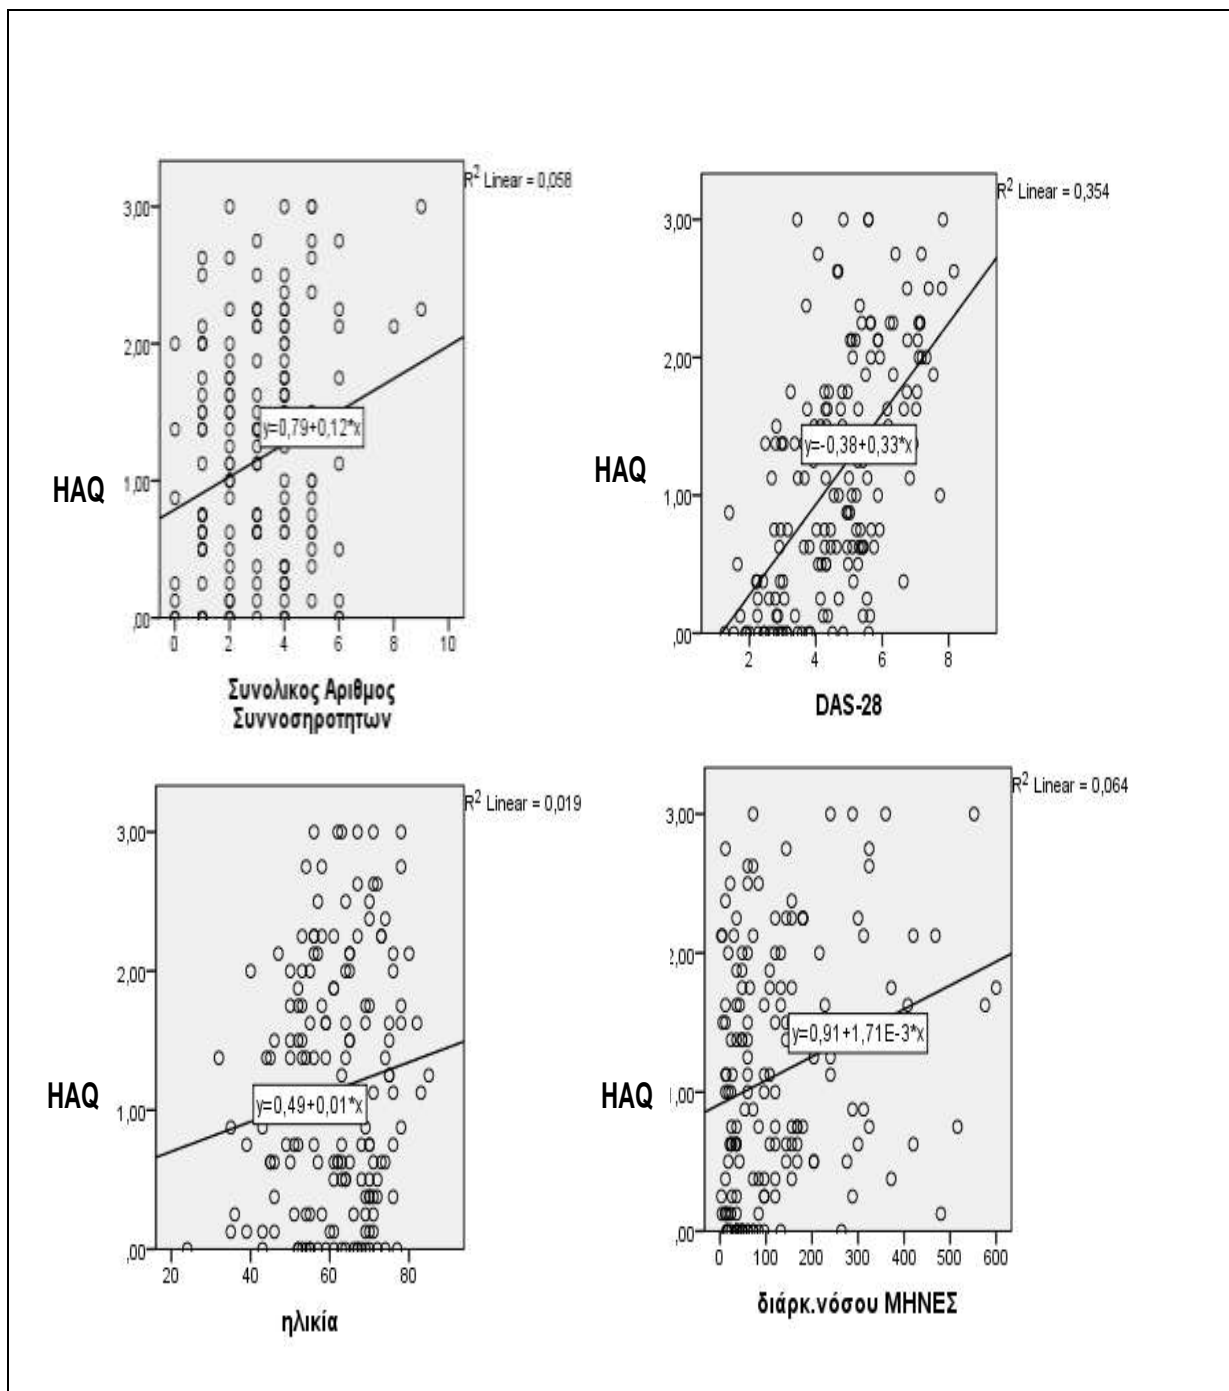 R² Linear = 0,058
3,00
2,00
HAQ
1,00
,00
y=0,79+0,12*x
0 2 4 6 8 10
Συνολικος Αριθμος
Συννοσηροτητων
R² Linear = 0,354
3,00
2,00
HAQ
1,00
,00
y=-0,38+0,33*x
2 4 6 8
DAS-28
R² Linear = 0,019
3,00
2,00
HAQ
1,00
,00
y=0,49+0,01*x
20 40 60 80
ηλικία
R² Linear = 0,064
3,00
2,00
HAQ
1,00
,00
y=0,91+1,71E-3*x
0 100 200 300 400 500 600
διάρκ.νόσου ΜΗΝΕΣ